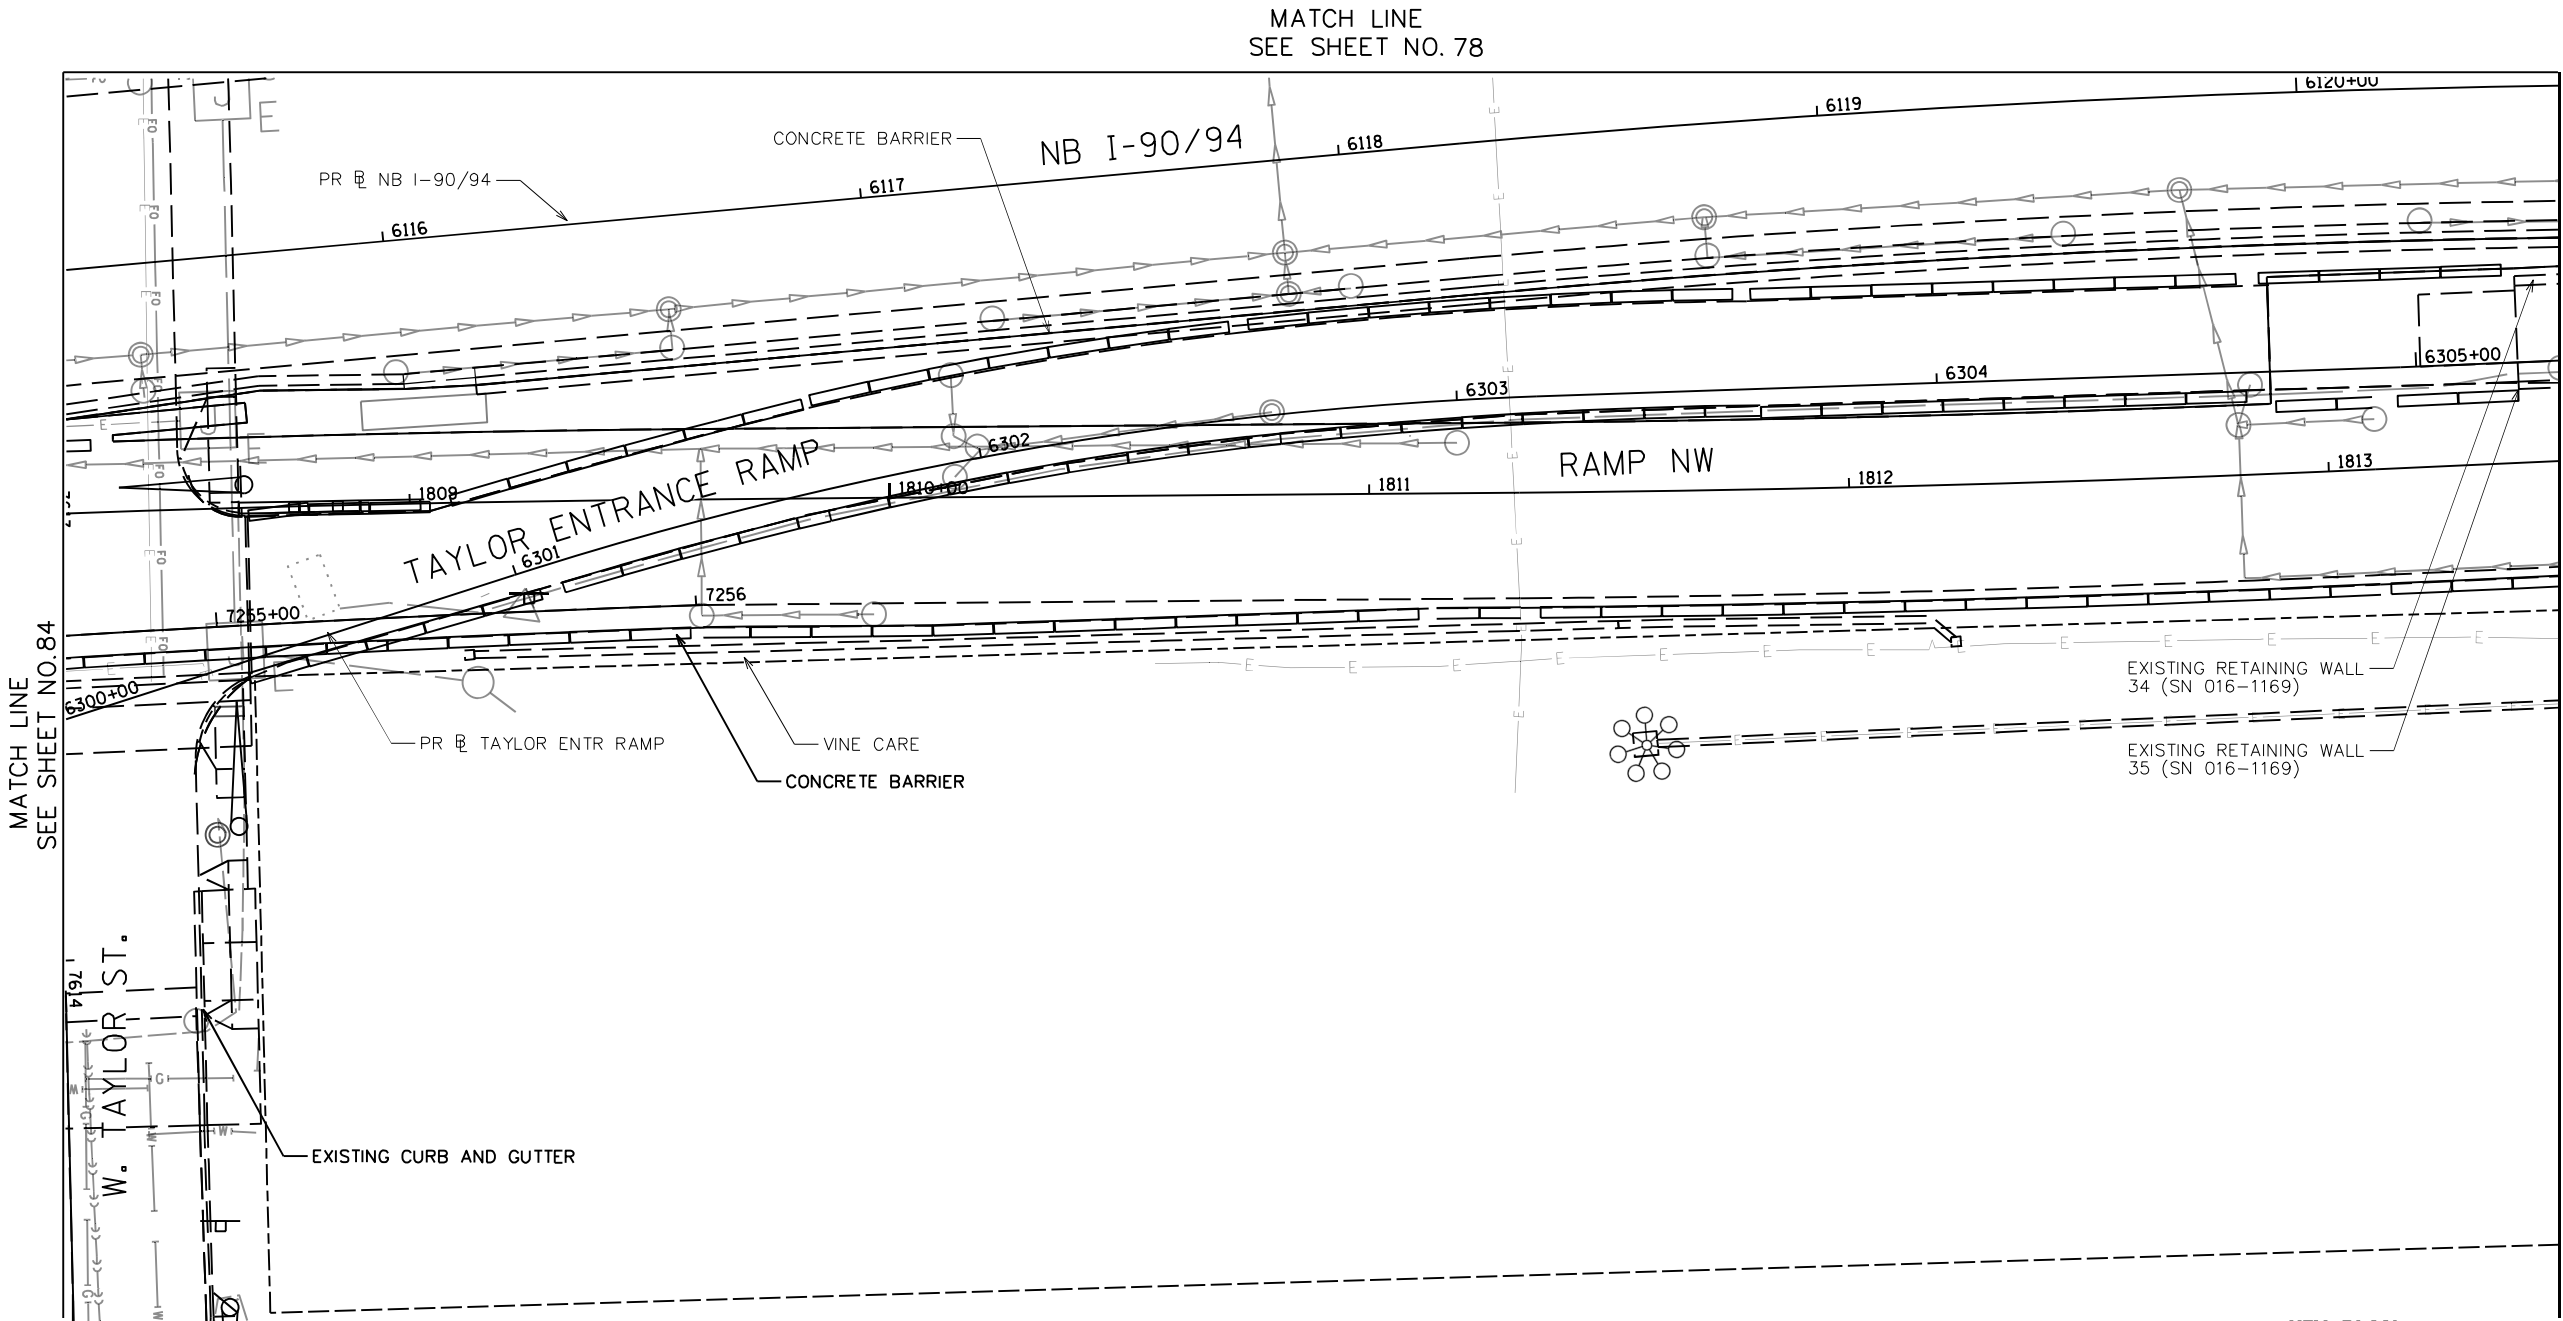 MATCH LINE
SEE SHEET NO. 78
6120+00
6119
6118
6117
6116
NB I-90/94
CONCRETE BARRIER
PR ⅊ NB I-90/94
J
E
FO
E
6305+00
6304
6303
6302
6301
6300+00
TAYLOR ENTRANCE RAMP
RAMP NW
1809
1810+00
1811
1812
1813
7255+00
7256
MATCH LINE
SEE SHEET NO. 84
PR ⅊ TAYLOR ENTR RAMP
VINE CARE
CONCRETE BARRIER
EXISTING RETAINING WALL
34 (SN 016-1169)
EXISTING RETAINING WALL
35 (SN 016-1169)
W. TAYLOR ST.
7614
G
W
EXISTING CURB AND GUTTER